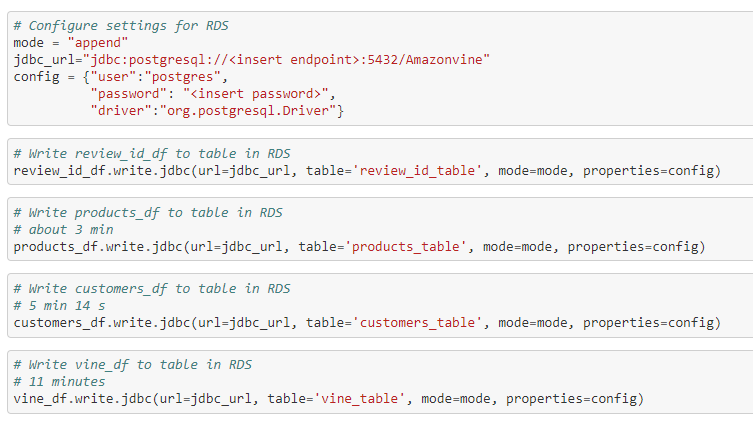 # Configure settings for RDS
mode = "append"
jdbc_url="jdbc:postgresql://<insert endpoint>:5432/Amazonvine"
config = {"user":"postgres",
          "password": "<insert password>",
          "driver":"org.postgresql.Driver"}
# Write review_id_df to table in RDS
review_id_df.write.jdbc(url=jdbc_url, table='review_id_table', mode=mode, properties=config)
# Write products_df to table in RDS
# about 3 min
products_df.write.jdbc(url=jdbc_url, table='products_table', mode=mode, properties=config)
# Write customers_df to table in RDS
# 5 min 14 s
customers_df.write.jdbc(url=jdbc_url, table='customers_table', mode=mode, properties=config)
# Write vine_df to table in RDS
# 11 minutes
vine_df.write.jdbc(url=jdbc_url, table='vine_table', mode=mode, properties=config)